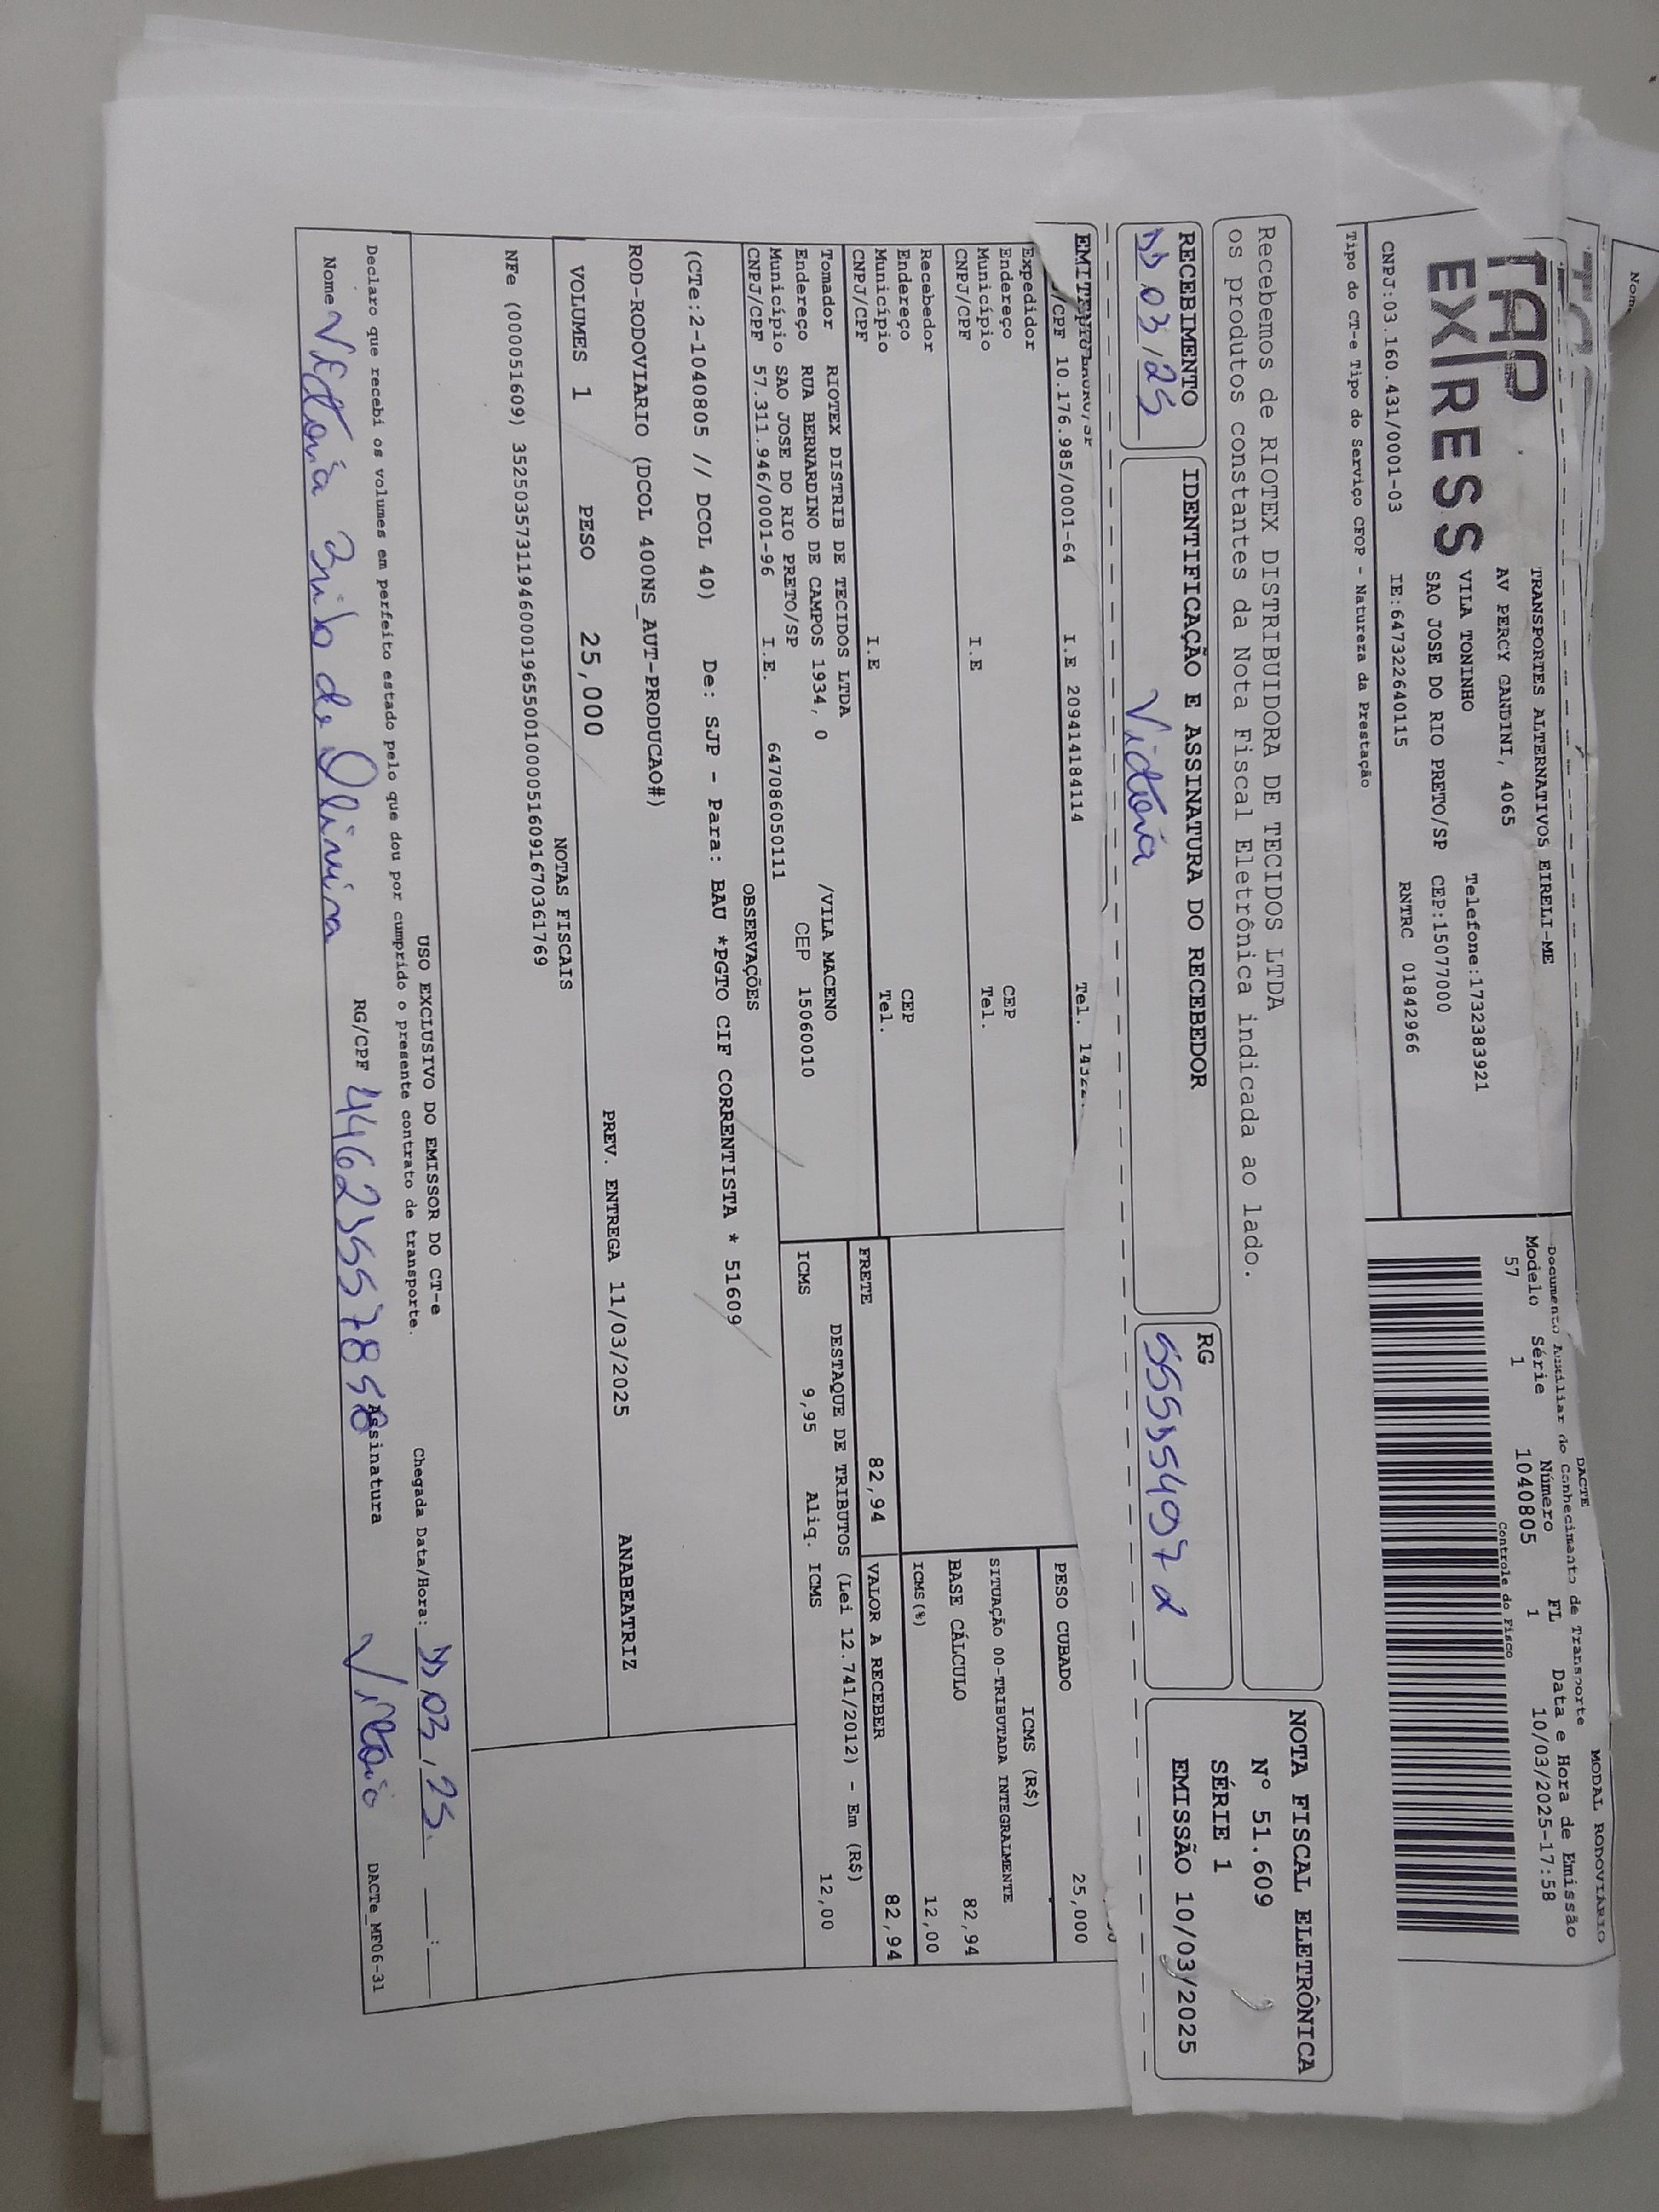 MODAL RODOVIÁRIO
DACTE
Documento Auxiliar do Conhecimento de Transporte
TAP
EXPRESS
TRANSPORTES ALTERNATIVOS EIRELI-ME
AV PERCY GANDINI, 4065
VILA TONINHO Telefone:1732383921
SAO JOSE DO RIO PRETO/SP CEP:15077000
CNPJ:03.160.431/0001-03 IE:647322640115 RNTRC 01842966
Modelo Série Número FL Data e Hora de Emissão
57 1 1040805 1 10/03/2025-17:58
Controle do Fisco
Tipo do CT-e Tipo do Serviço CFOP - Natureza da Prestação
Recebemos de RIOTEX DISTRIBUIDORA DE TECIDOS LTDA
os produtos constantes da Nota Fiscal Eletrônica indicada ao lado.
NOTA FISCAL ELETRÔNICA
Nº 51.609
SÉRIE 1
EMISSÃO 10/03/2025
RECEBIMENTO IDENTIFICAÇÃO E ASSINATURA DO RECEBEDOR RG
11 03/25 Victória
/CPF 10.176.985/0001-64 I.E 209414184114 Tel.
PESO CUBADO 25,000
Expedidor
Endereço CEP
Município Tel.
CNPJ/CPF I.E
Recebedor
Endereço CEP
Município Tel.
CNPJ/CPF I.E
ICMS (R$)
SITUAÇÃO 00-TRIBUTADA INTEGRALMENTE
BASE CÁLCULO 82,94
ICMS(%) 12,00
FRETE 82,94 VALOR A RECEBER 82,94
Tomador RIOTEX DISTRIB DE TECIDOS LTDA
Endereço RUA BERNARDINO DE CAMPOS 1934, 0 /VILA MACENO
Município SAO JOSE DO RIO PRETO/SP CEP 15060010
CNPJ/CPF 57.311.946/0001-96 I.E. 647086050111
DESTAQUE DE TRIBUTOS (Lei 12.741/2012) - Em (R$)
ICMS 9,95 Aliq. ICMS 12,00
OBSERVAÇÕES
(CTe:2-1040805 // DCOL 40) De: SJP - Para: BAU *PGTO CIF CORRENTISTA * 51609
ROD-RODOVIARIO (DCOL 400NS_AUT-PRODUCAO#)
VOLUMES 1 PESO 25,000 PREV. ENTREGA 11/03/2025 ANABEATRIZ
NOTAS FISCAIS
NFe (000051609) 35250357311946000196550010000516091670361769
USO EXCLUSIVO DO EMISSOR DO CT-e
Declaro que recebi os volumes em perfeito estado pelo que dou por cumprido o presente contrato de transporte.
Chegada Data/Hora: 11 03, 25. __:__
Nome Victória Brito de Oliveira RG/CPF 44623557858 Assinatura Victória DACTe_MF06-31